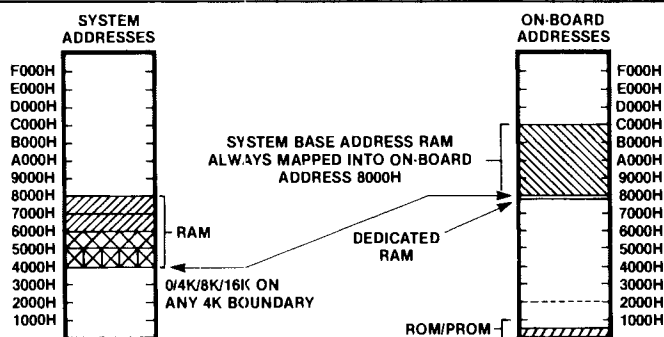 SYSTEM
ADDRESSES
F000H
E000H
D000H
C000H
B000H
A000H
9000H
8000H
7000H
6000H
5000H
4000H
3000H
2000H
1000H
RAM
0/4K/8K/16K ON
ANY 4K BOUNDARY
SYSTEM BASE ADDRESS RAM
ALWAYS MAPPED INTO ON-BOARD
ADDRESS 8000H
DEDICATED
RAM
ROM/PROM
ON-BOARD
ADDRESSES
F000H
E000H
D000H
C000H
B000H
A000H
9000H
8000H
7000H
6000H
5000H
4000H
3000H
2000H
1000H